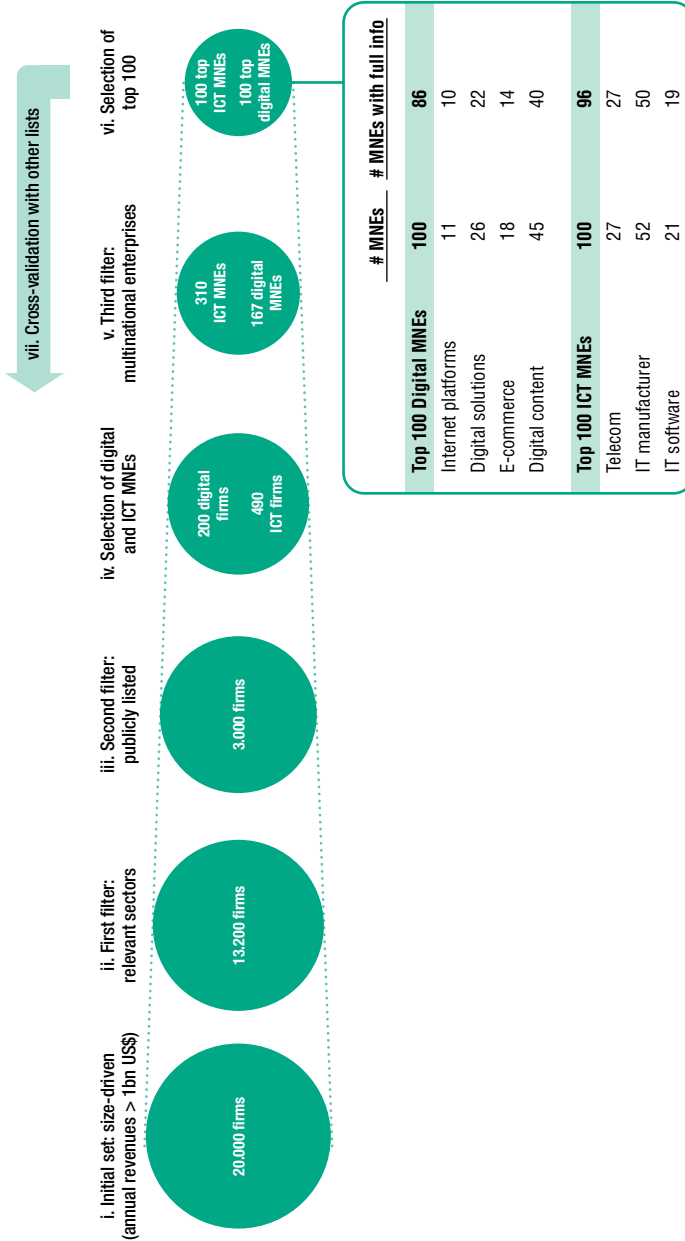 vii. Cross-validation with other lists
i. Initial set: size-driven
(annual revenues > 1bn US$)
ii. First filter:
relevant sectors
iii. Second filter:
publicly listed
iv. Selection of digital
and ICT MNEs
v. Third filter:
multinational enterprises
vi. Selection of
top 100
20.000 firms
13.200 firms
3.000 firms
200 digital
firms
490
ICT firms
310
ICT MNEs
167 digital
MNEs
100 top
ICT MNEs
100 top
digital MNEs
# MNEs # MNEs with full info
Top 100 Digital MNEs 100 86
Internet platforms 11 10
Digital solutions 26 22
E-commerce 18 14
Digital content 45 40
Top 100 ICT MNEs 100 96
Telecom 27 27
IT manufacturer 52 50
IT software 21 19